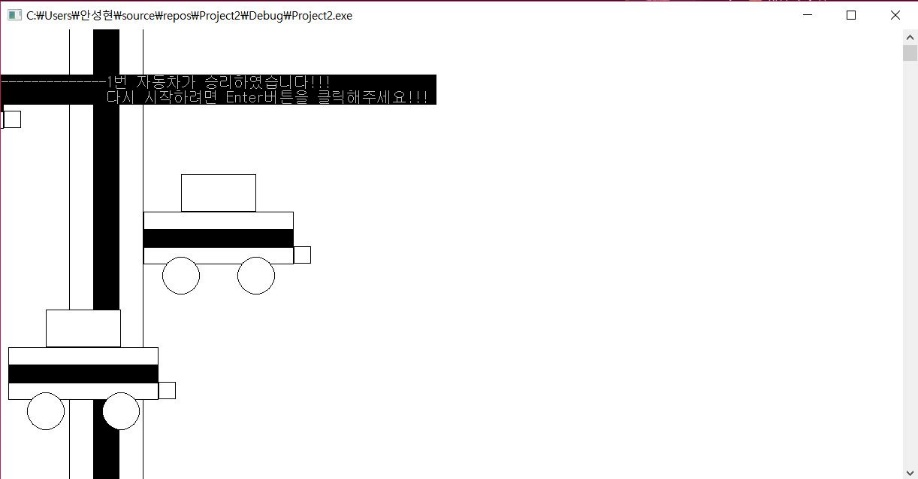 C:₩Users₩안성현₩source₩repos₩Project2₩Debug₩Project2.exe
--------------1번 자동차가 승리하였습니다!!!
다시 시작하려면 Enter버튼을 클릭해주세요!!!